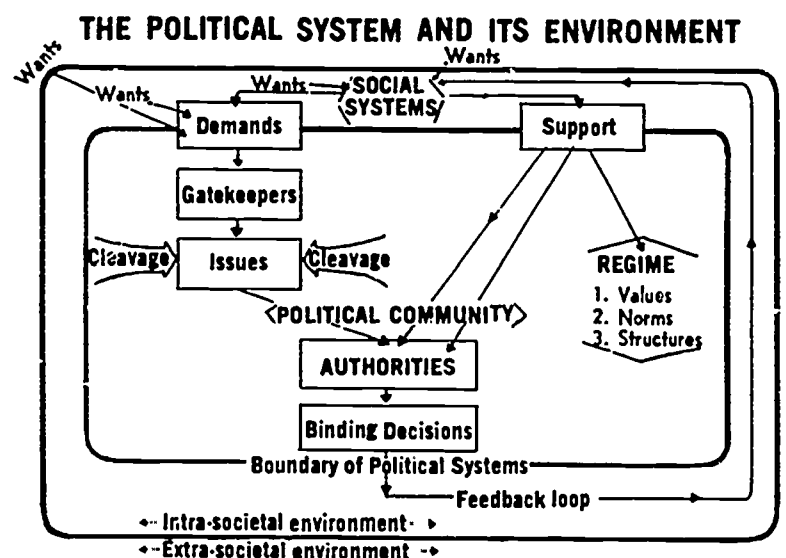 THE POLITICAL SYSTEM AND ITS ENVIRONMENT
Wants
Wants
Wants
Wants
SOCIAL
SYSTEMS
Demands
Support
Gatekeepers
Cleavage
Issues
Cleavage
REGIME
1. Values
2. Norms
3. Structures
POLITICAL COMMUNITY
AUTHORITIES
Binding Decisions
Boundary of Political Systems
Feedback loop
Intra-societal environment
Extra-societal environment